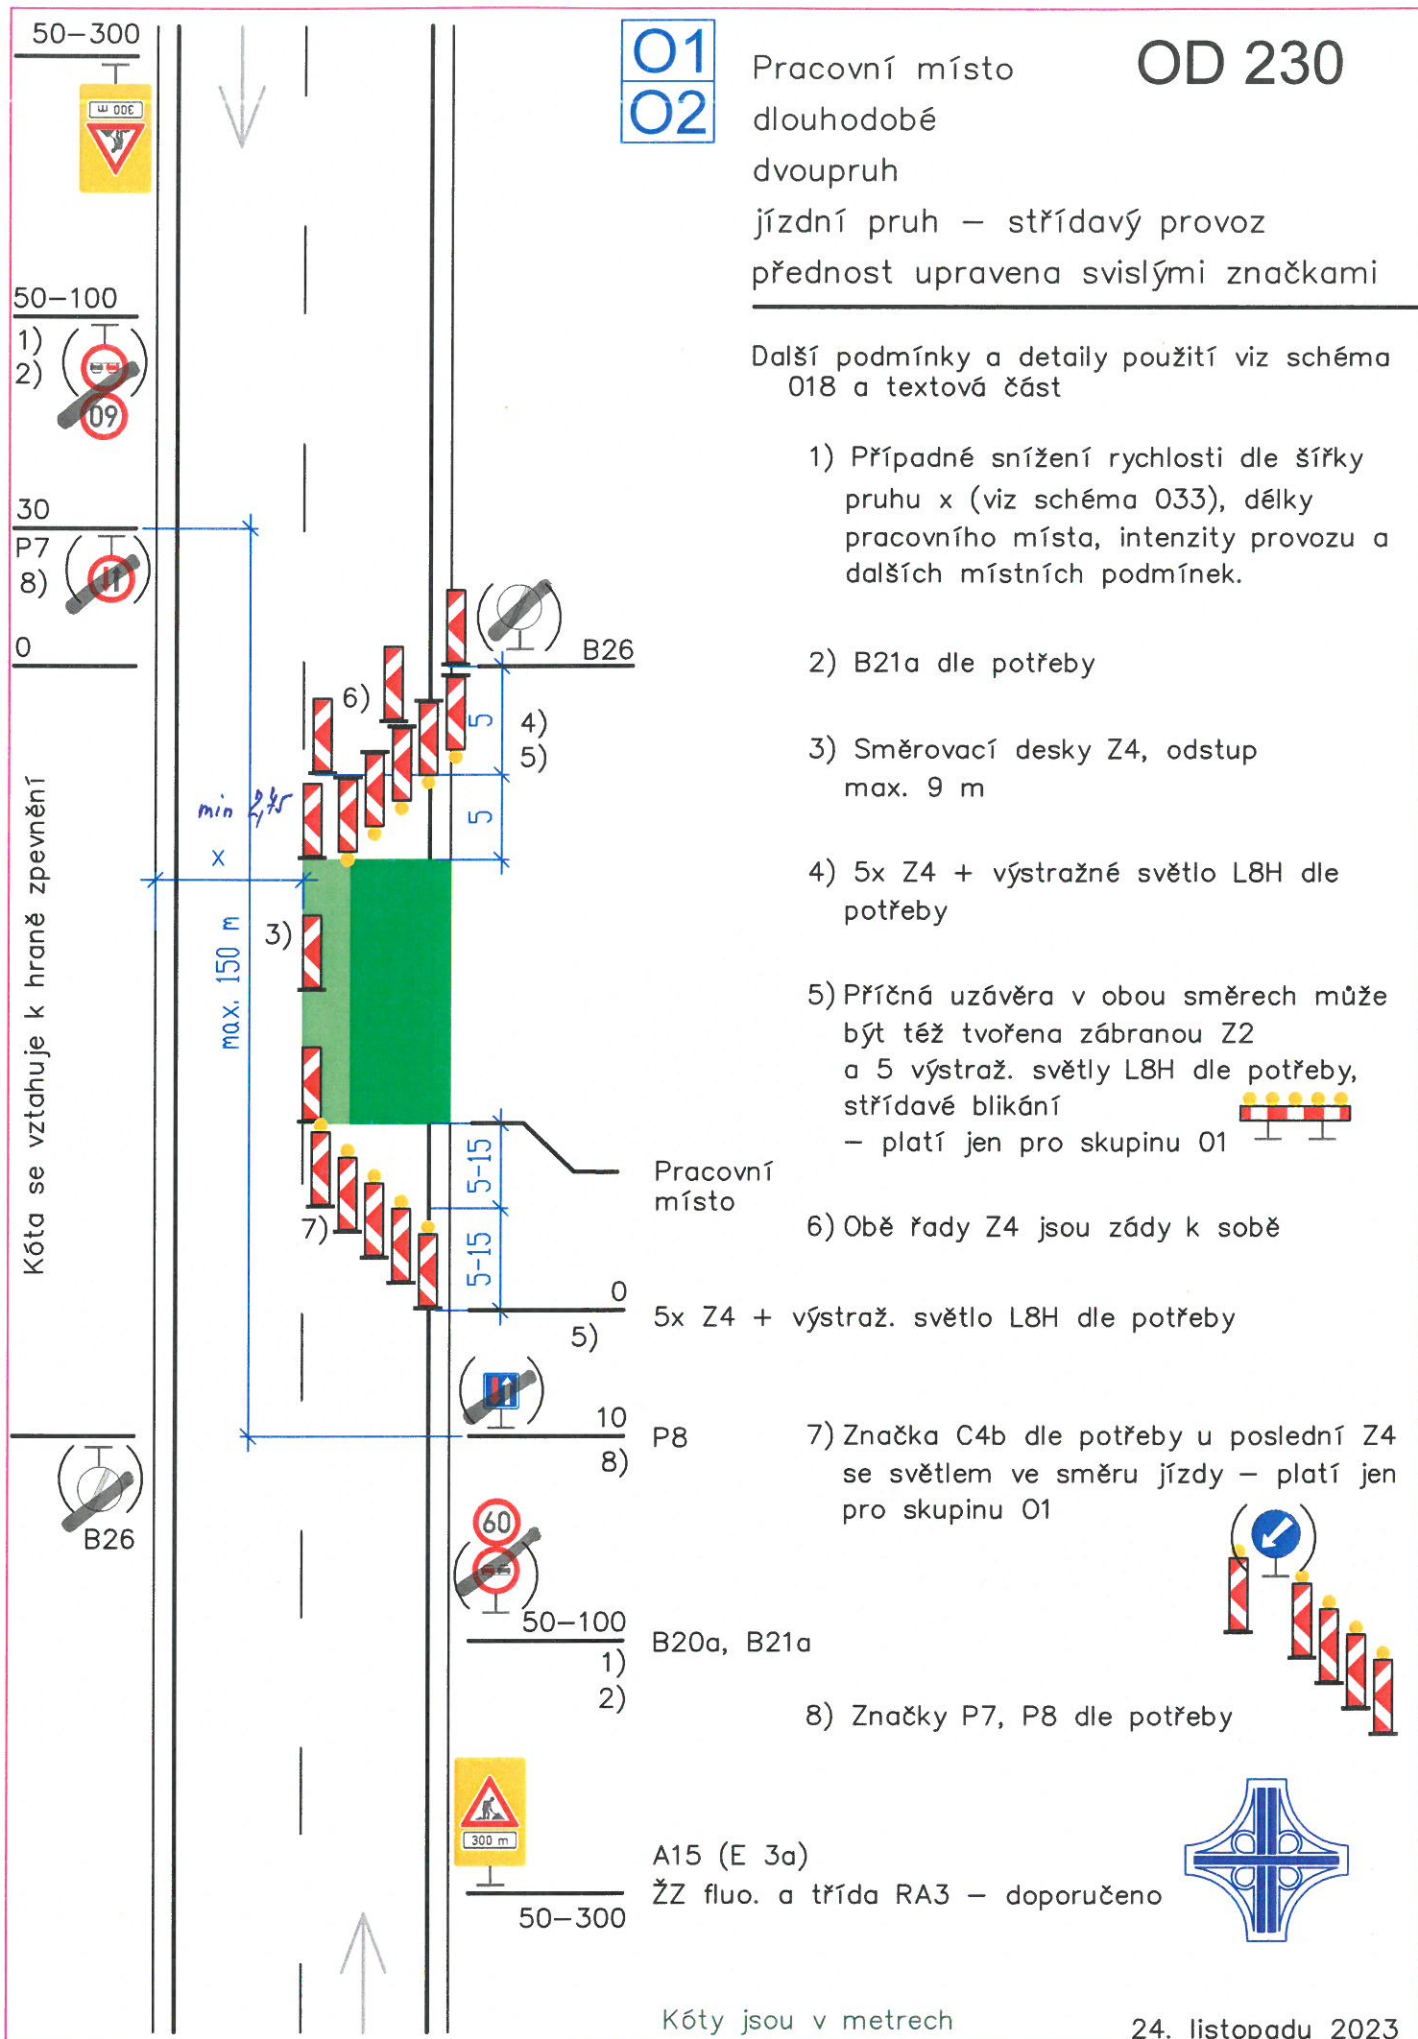 50-300
300 m
O1
O2
Pracovní místo
dlouhodobé
dvoupruh
jízdní pruh – střídavý provoz
přednost upravena svislými značkami
OD 230
Další podmínky a detaily použití viz schéma
018 a textová část
50-100
1)
2)
60
1) Případné snížení rychlosti dle šířky
pruhu x (viz schéma 033), délky
pracovního místa, intenzity provozu a
dalších místních podmínek.
30
P7
8)
0
B26
2) B21a dle potřeby
6)
5
4)
5)
5
3) Směrovací desky Z4, odstup
max. 9 m
min 2,75
x
max. 150 m
3)
Kóta se vztahuje k hraně zpevnění
4) 5x Z4 + výstražné světlo L8H dle
potřeby
5) Příčná uzávěra v obou směrech může
být též tvořena zábranou Z2
a 5 výstraž. světly L8H dle potřeby,
střídavé blikání
– platí jen pro skupinu 01
5-15
Pracovní
místo
7)
5-15
6) Obě řady Z4 jsou zády k sobě
0
5)
5x Z4 + výstraž. světlo L8H dle potřeby
10
8)
P8
B26
7) Značka C4b dle potřeby u poslední Z4
se světlem ve směru jízdy – platí jen
pro skupinu 01
60
50-100
1)
2)
B20a, B21a
8) Značky P7, P8 dle potřeby
300 m
50-300
A15 (E 3a)
ŽZ fluo. a třída RA3 – doporučeno
Kóty jsou v metrech
24. listopadu 2023